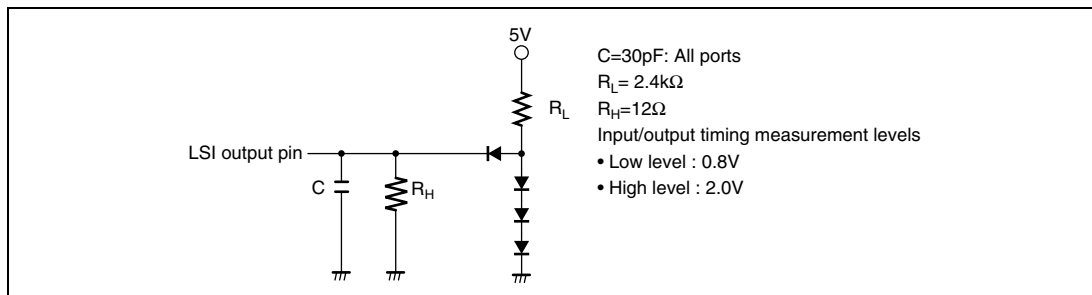 5V
R_L
LSI output pin
C
R_H
C=30pF: All ports
R_L= 2.4kΩ
R_H=12Ω
Input/output timing measurement levels
• Low level : 0.8V
• High level : 2.0V